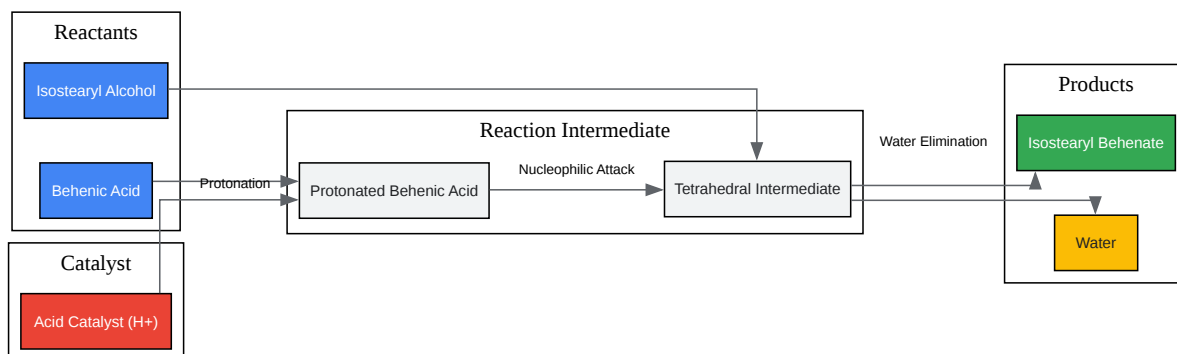 Reactants
Isostearyl Alcohol
Behenic Acid
Catalyst
Acid Catalyst (H+)
Protonation
Reaction Intermediate
Protonated Behenic Acid
Nucleophilic Attack
Tetrahedral Intermediate
Water Elimination
Products
Isostearyl Behenate
Water